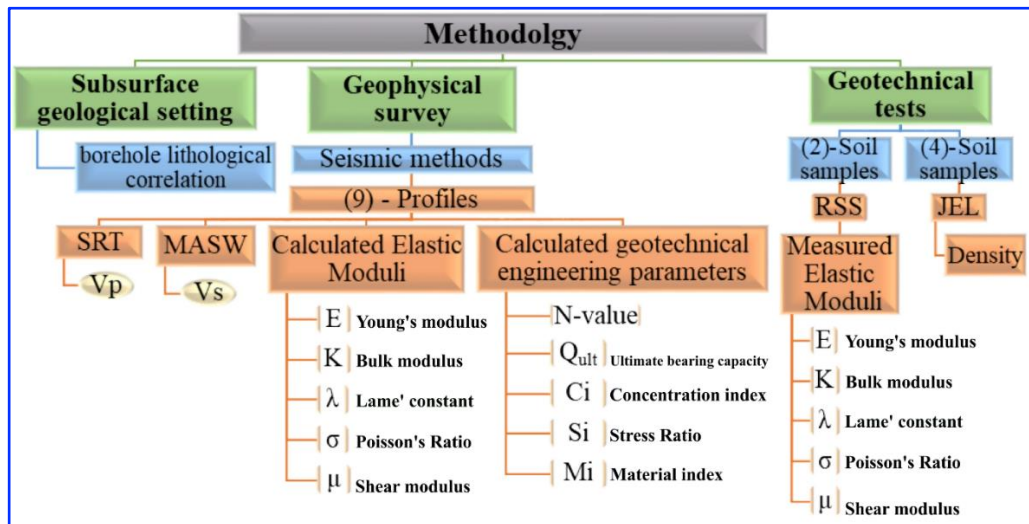 Methodolgy
Subsurface
geological setting
borehole lithological
correlation
Geophysical
survey
Seismic methods
(9) - Profiles
SRT
Vp
MASW
Vs
Calculated Elastic
Moduli
E Young's modulus
K Bulk modulus
λ Lame' constant
σ Poisson's Ratio
μ Shear modulus
Calculated geotechnical
engineering parameters
N-value
Qult Ultimate bearing capacity
Ci Concentration index
Si Stress Ratio
Mi Material index
Geotechnical
tests
(2)-Soil
samples
RSS
Measured
Elastic
Moduli
E Young's modulus
K Bulk modulus
λ Lame' constant
σ Poisson's Ratio
μ Shear modulus
(4)-Soil
samples
JEL
Density